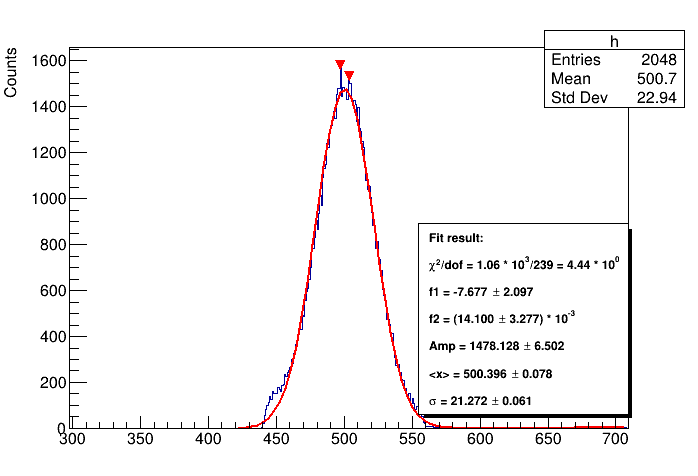 h
Entries 2048
Mean 500.7
Std Dev 22.94
Counts
1600
1400
1200
1000
800
600
400
200
0
Fit result:
χ²/dof = 1.06 * 10³/239 = 4.44 * 10⁰
f1 = -7.677 ± 2.097
f2 = (14.100 ± 3.277) * 10⁻³
Amp = 1478.128 ± 6.502
<x> = 500.396 ± 0.078
σ = 21.272 ± 0.061
300 350 400 450 500 550 600 650 700